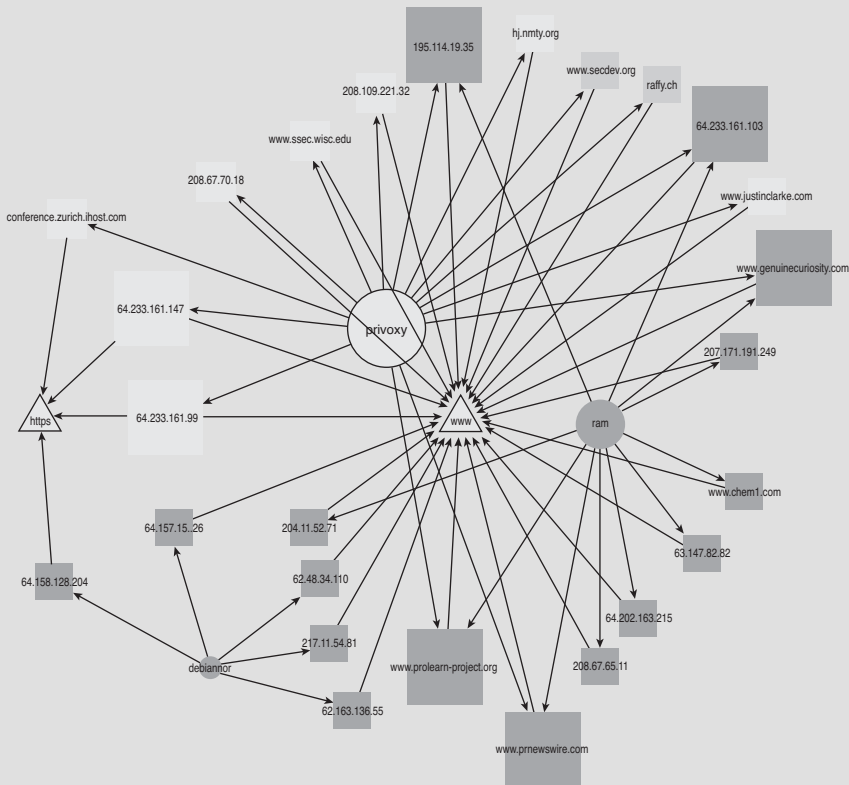 hj.nmty.org
195.114.19.35
www.secdev.org
raffy.ch
208.109.221.32
64.233.161.103
www.ssec.wisc.edu
208.67.70.18
www.justinclarke.com
conference.zurich.ihost.com
www.genuinecuriosity.com
64.233.161.147
privoxy
207.171.191.249
64.233.161.99
https
www
ram
www.chem1.com
64.157.15..26
204.11.52.71
63.147.82.82
62.48.34.110
64.158.128.204
64.202.163.215
217.11.54.81
debiannor
www.prolearn-project.org
208.67.65.11
62.163.136.55
www.prnewswire.com